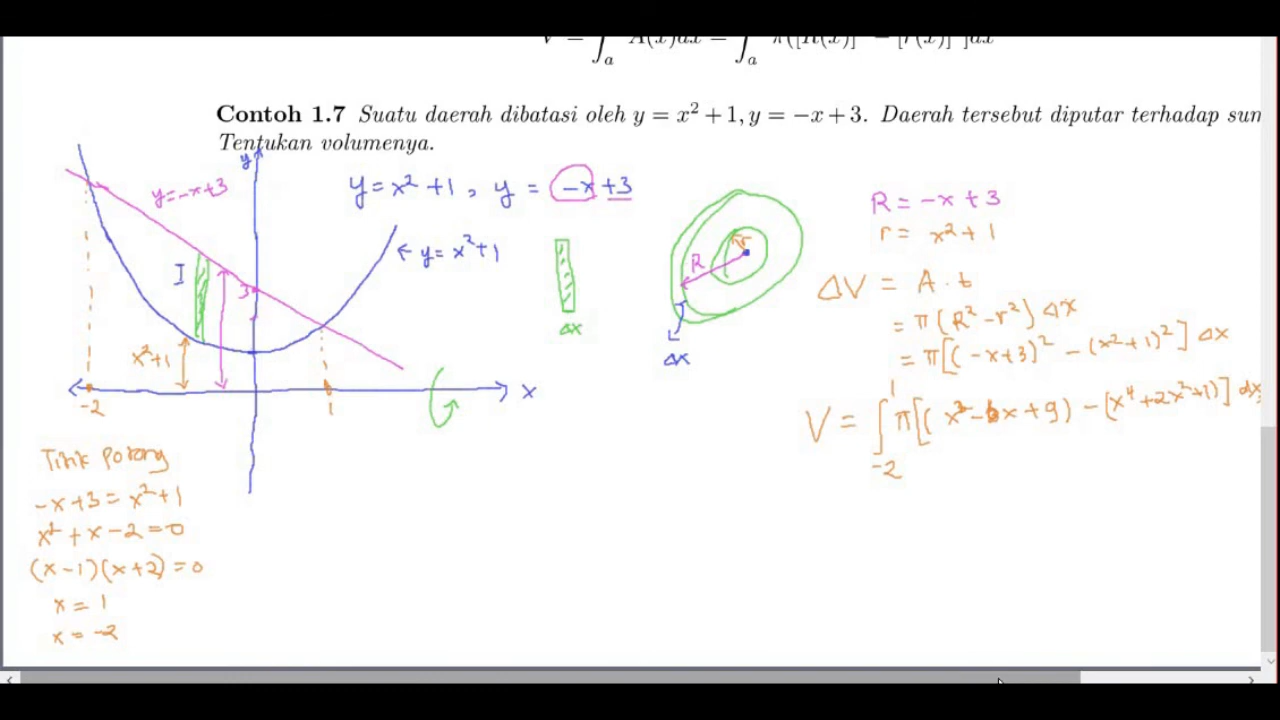 Contoh 1.7 Suatu daerah dibatasi oleh y = x² + 1, y = −x + 3. Daerah tersebut diputar terhadap sum
Tentukan volumenya.
y
y = -x+3
y = x² + 1 , y = -x + 3
← y = x² + 1
I
3
x²+1
-2
1
x
Δx
R
r
Δx
R = -x + 3
r = x² + 1
ΔV = A . t
= π(R² - r²) Δx
= π[(-x+3)² - (x²+1)²] Δx
V = ∫₋₂¹ π[(x² - 6x + 9) - (x⁴ + 2x² + 1)] dx
Titik potong
-x+3 = x²+1
x² + x - 2 = 0
(x-1)(x+2) = 0
x = 1
x = -2